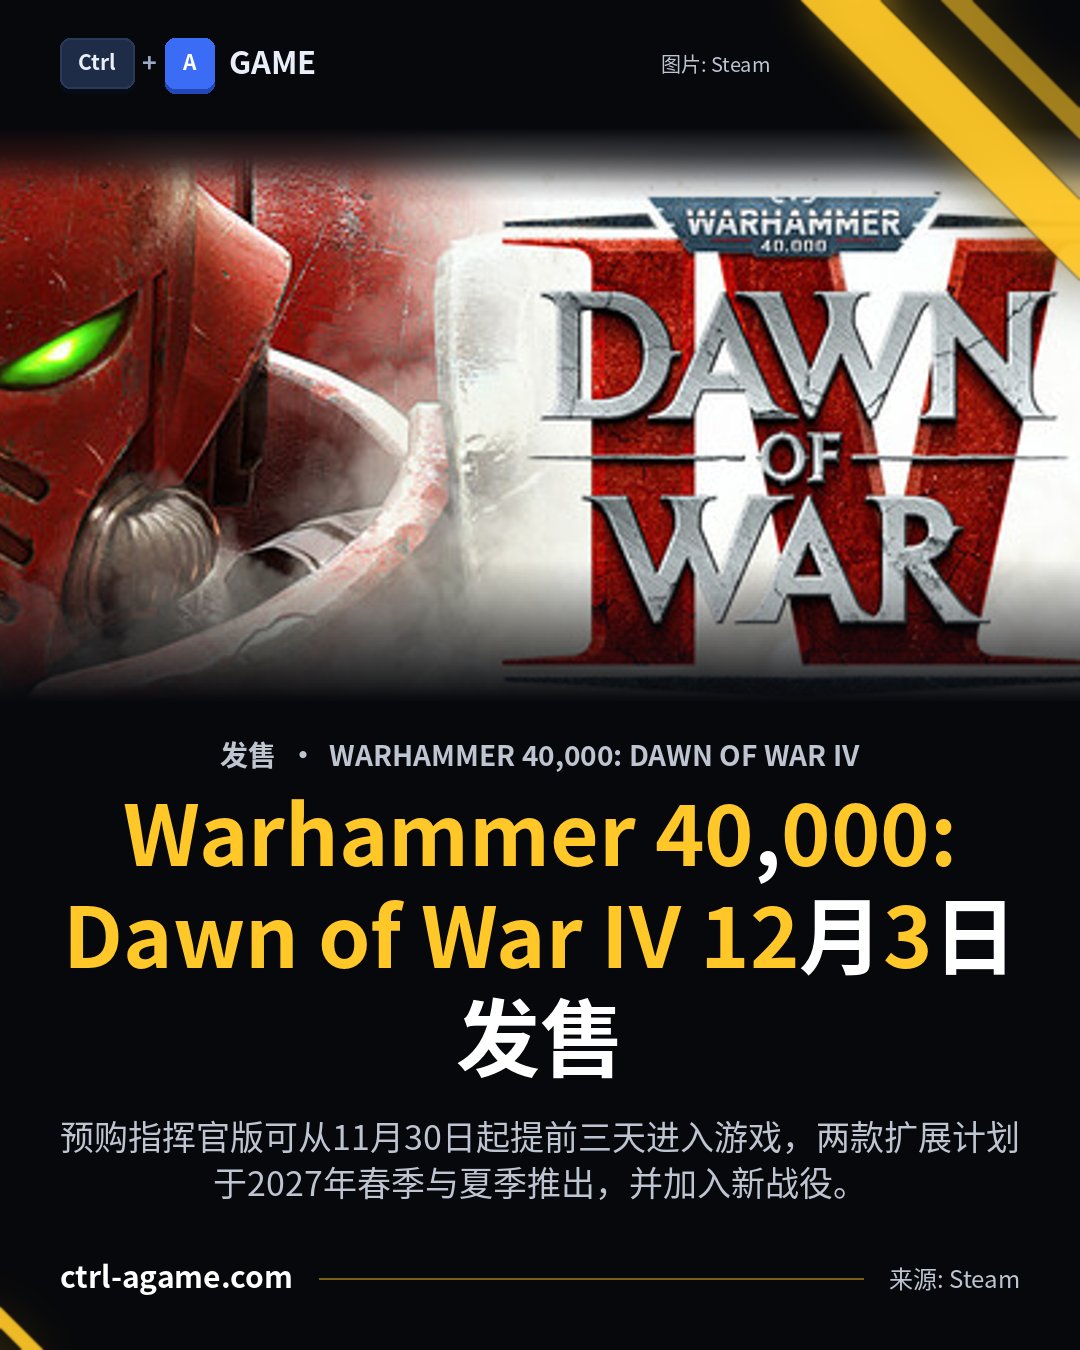 Ctrl + A GAME
图片: Steam
WARHAMMER
40,000
DAWN
OF
WAR
IV
发售 · WARHAMMER 40,000: DAWN OF WAR IV
Warhammer 40,000:
Dawn of War IV 12月3日
发售
预购指挥官版可从11月30日起提前三天进入游戏，两款扩展计划
于2027年春季与夏季推出，并加入新战役。
ctrl-agame.com
来源: Steam